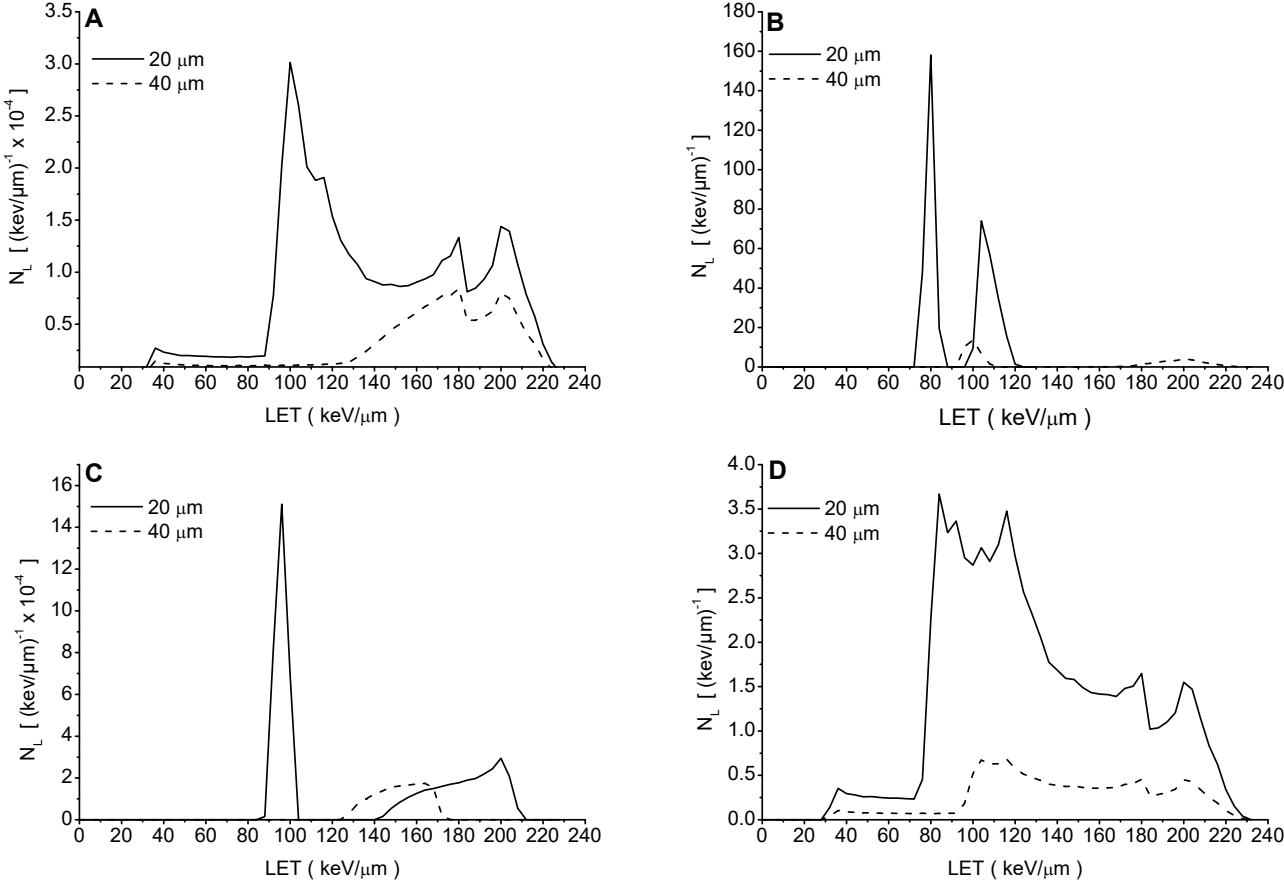 A
3.5
3.0
2.5
2.0
1.5
1.0
0.5
N_L [ (kev/µm)^-1 x 10^-4 ]
20 μm
40 μm
0 20 40 60 80 100 120 140 160 180 200 220 240
LET ( keV/μm )
B
180
160
140
120
100
80
60
40
20
0
N_L [ (kev/µm)^-1 ]
20 μm
40 μm
0 20 40 60 80 100 120 140 160 180 200 220 240
LET ( keV/μm )
C
16
14
12
10
8
6
4
2
0
N_L [ (kev/µm)^-1 x 10^-4 ]
20 μm
40 μm
0 20 40 60 80 100 120 140 160 180 200 220 240
LET ( keV/μm )
D
4.0
3.5
3.0
2.5
2.0
1.5
1.0
0.5
0.0
N_L [ (kev/µm)^-1 ]
20 μm
40 μm
0 20 40 60 80 100 120 140 160 180 200 220 240
LET ( keV/μm )